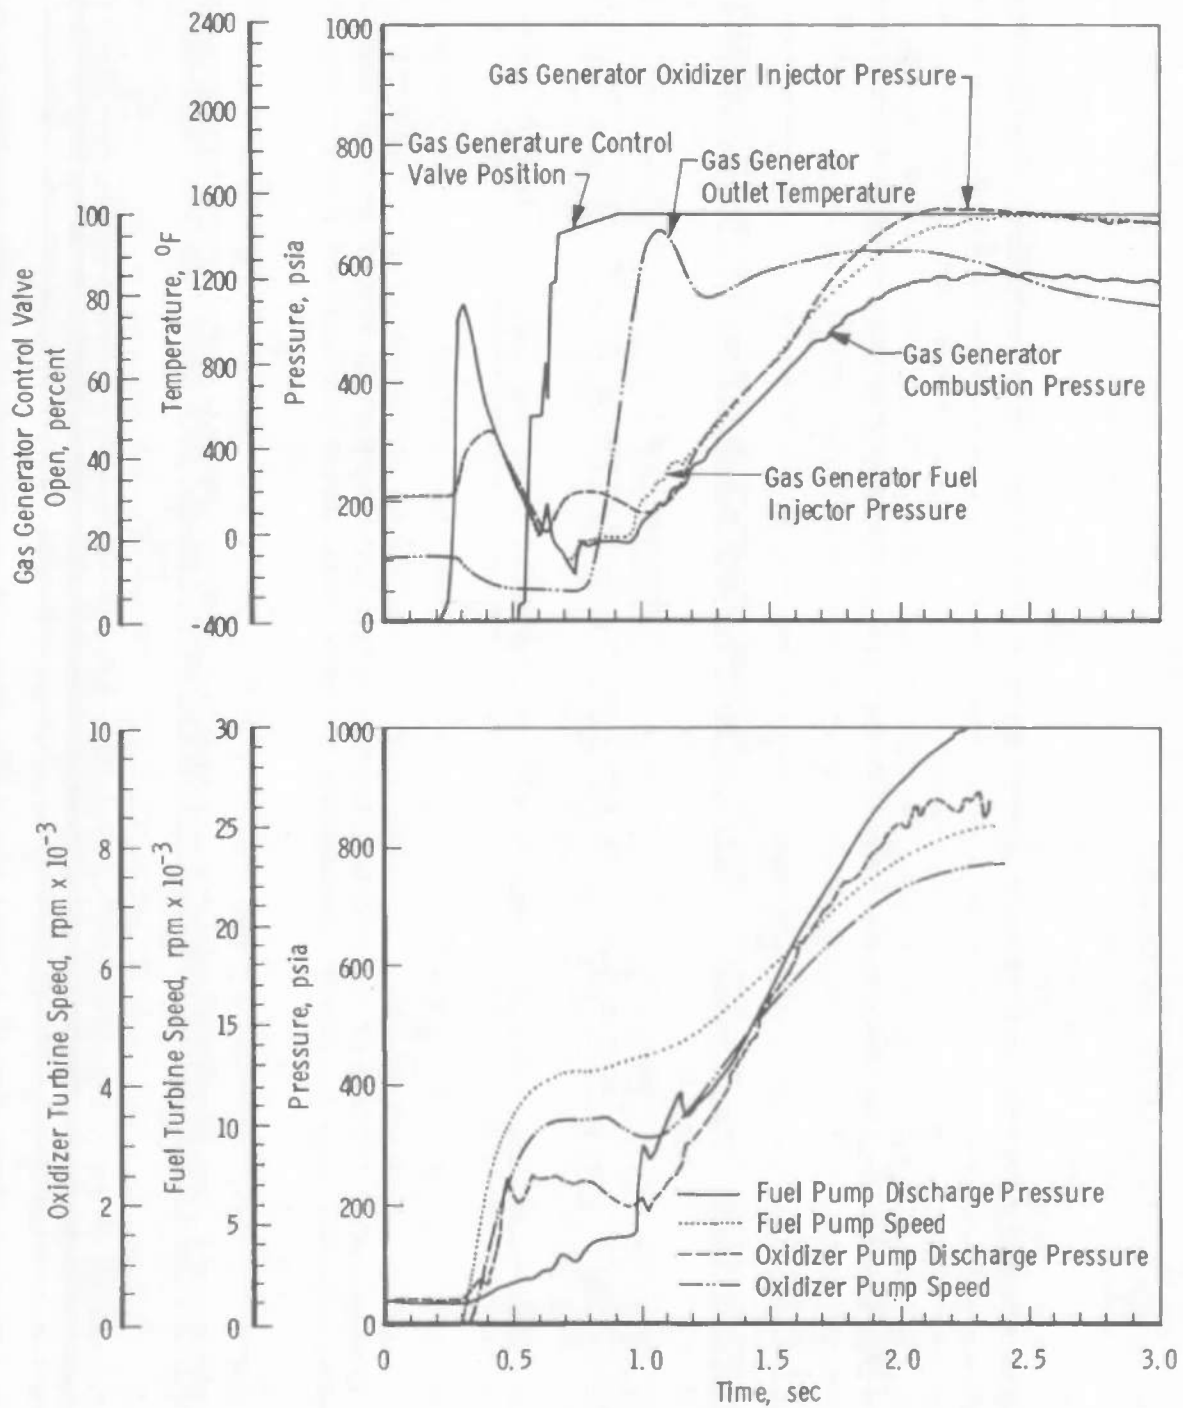 Gas Generator Control Valve
Open, percent
100
80
60
40
20
0
Temperature, °F
2400
2000
1600
1200
800
400
0
-400
Pressure, psia
1000
800
600
400
200
0
Gas Generator Oxidizer Injector Pressure
Gas Generature Control
Valve Position
Gas Generator
Outlet Temperature
Gas Generator
Combustion Pressure
Gas Generator Fuel
Injector Pressure
Oxidizer Turbine Speed, rpm x 10-3
10
8
6
4
2
0
Fuel Turbine Speed, rpm x 10-3
30
25
20
15
10
5
0
Pressure, psia
1000
800
600
400
200
0
Fuel Pump Discharge Pressure
Fuel Pump Speed
Oxidizer Pump Discharge Pressure
Oxidizer Pump Speed
0 0.5 1.0 1.5 2.0 2.5 3.0
Time, sec